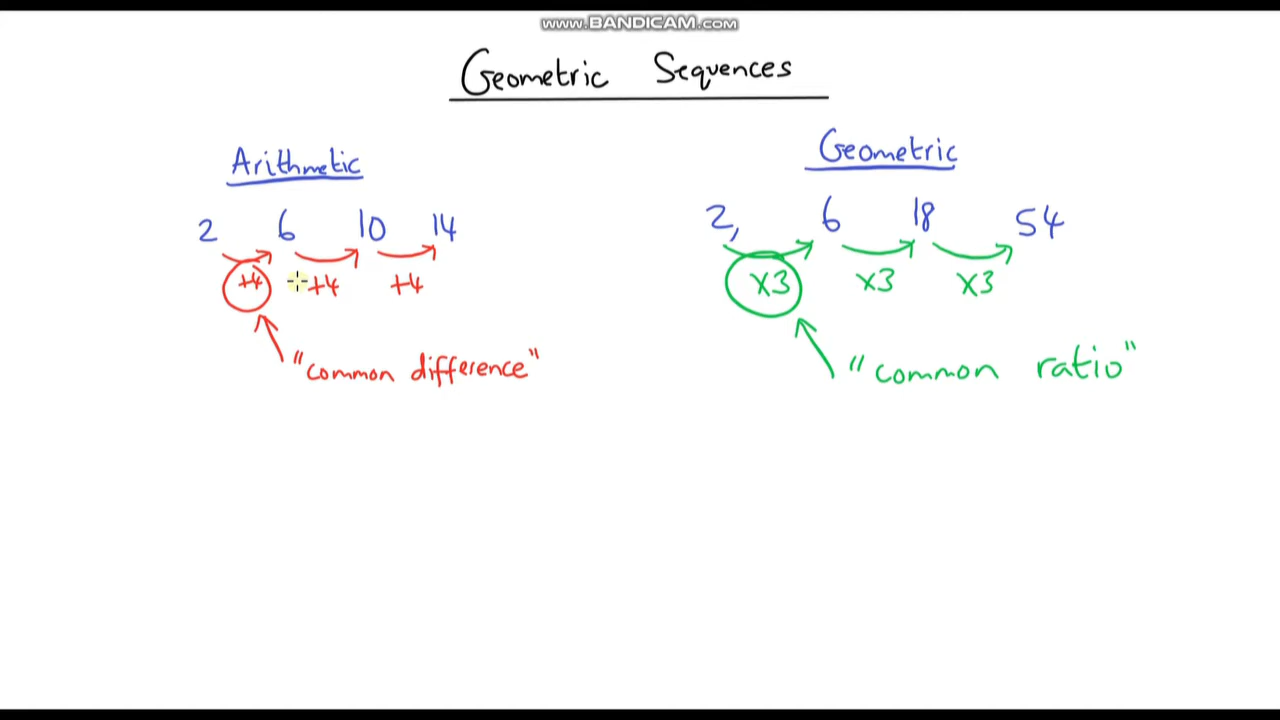 www.BANDICAM.com
Geometric Sequences
Arithmetic
2 6 10 14
+4 +4 +4
"common difference"
Geometric
2, 6 18 54
x3 x3 x3
"common ratio"